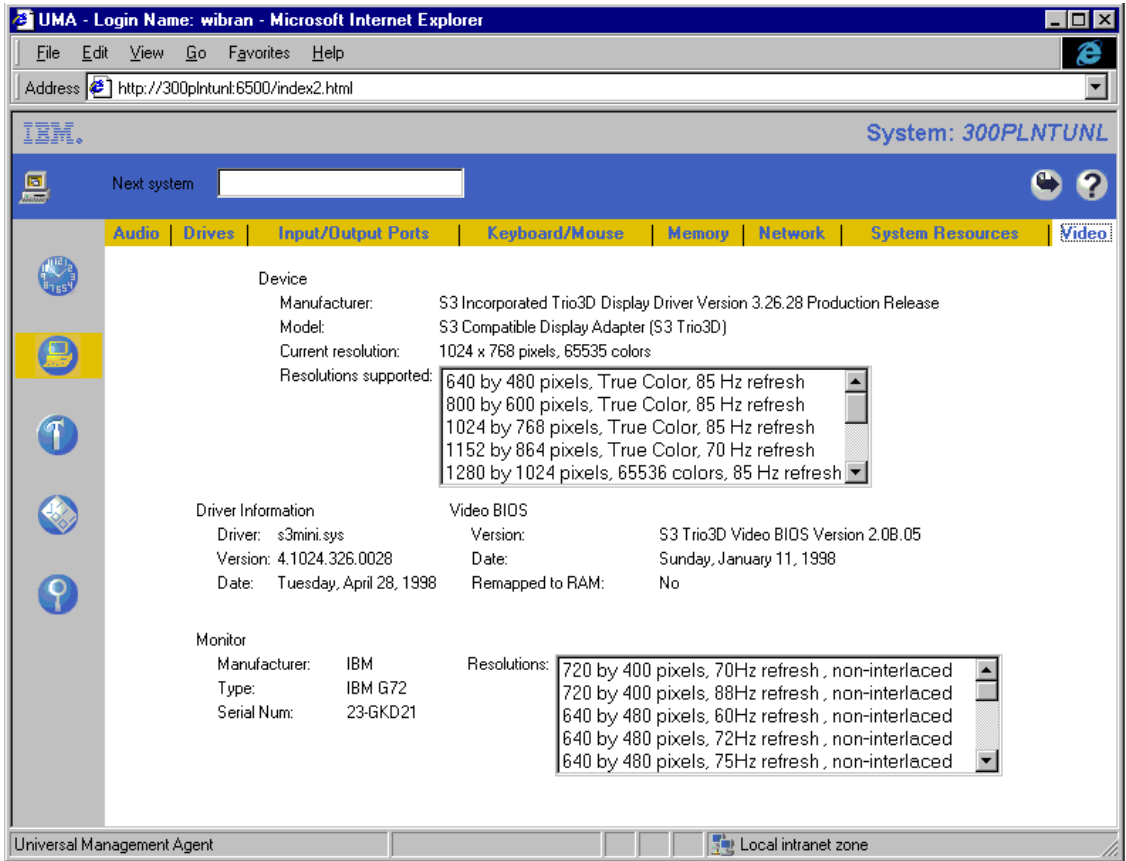 UMA - Login Name: wibran - Microsoft Internet Explorer
File Edit View Go Favorites Help
Address http://300plntunl:6500/index2.html
IBM. System: 300PLNTUNL
Next system
Audio | Drives | Input/Output Ports | Keyboard/Mouse | Memory | Network | System Resources | Video
Device
Manufacturer: S3 Incorporated Trio3D Display Driver Version 3.26.28 Production Release
Model: S3 Compatible Display Adapter (S3 Trio3D)
Current resolution: 1024 x 768 pixels, 65535 colors
Resolutions supported:
640 by 480 pixels, True Color, 85 Hz refresh
800 by 600 pixels, True Color, 85 Hz refresh
1024 by 768 pixels, True Color, 85 Hz refresh
1152 by 864 pixels, True Color, 70 Hz refresh
1280 by 1024 pixels, 65536 colors, 85 Hz refresh
Driver Information
Driver: s3mini.sys
Version: 4.1024.326.0028
Date: Tuesday, April 28, 1998
Video BIOS
Version: S3 Trio3D Video BIOS Version 2.0B.05
Date: Sunday, January 11, 1998
Remapped to RAM: No
Monitor
Manufacturer: IBM
Type: IBM G72
Serial Num: 23-GKD21
Resolutions:
720 by 400 pixels, 70Hz refresh , non-interlaced
720 by 400 pixels, 88Hz refresh , non-interlaced
640 by 480 pixels, 60Hz refresh , non-interlaced
640 by 480 pixels, 72Hz refresh , non-interlaced
640 by 480 pixels, 75Hz refresh , non-interlaced
Universal Management Agent
Local intranet zone